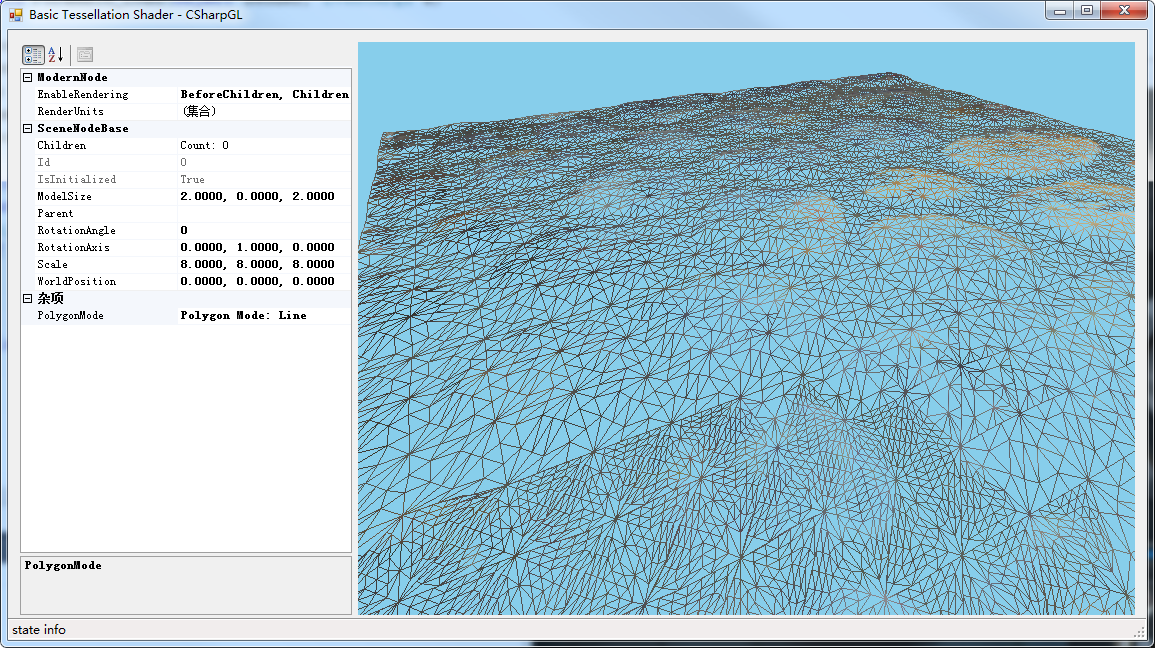 Basic Tessellation Shader - CSharpGL
ModernNode
EnableRendering BeforeChildren, Children
RenderUnits (集合)
SceneNodeBase
Children Count: 0
Id 0
IsInitialized True
ModelSize 2.0000, 0.0000, 2.0000
Parent
RotationAngle 0
RotationAxis 0.0000, 1.0000, 0.0000
Scale 8.0000, 8.0000, 8.0000
WorldPosition 0.0000, 0.0000, 0.0000
杂项
PolygonMode Polygon Mode: Line
PolygonMode
state info